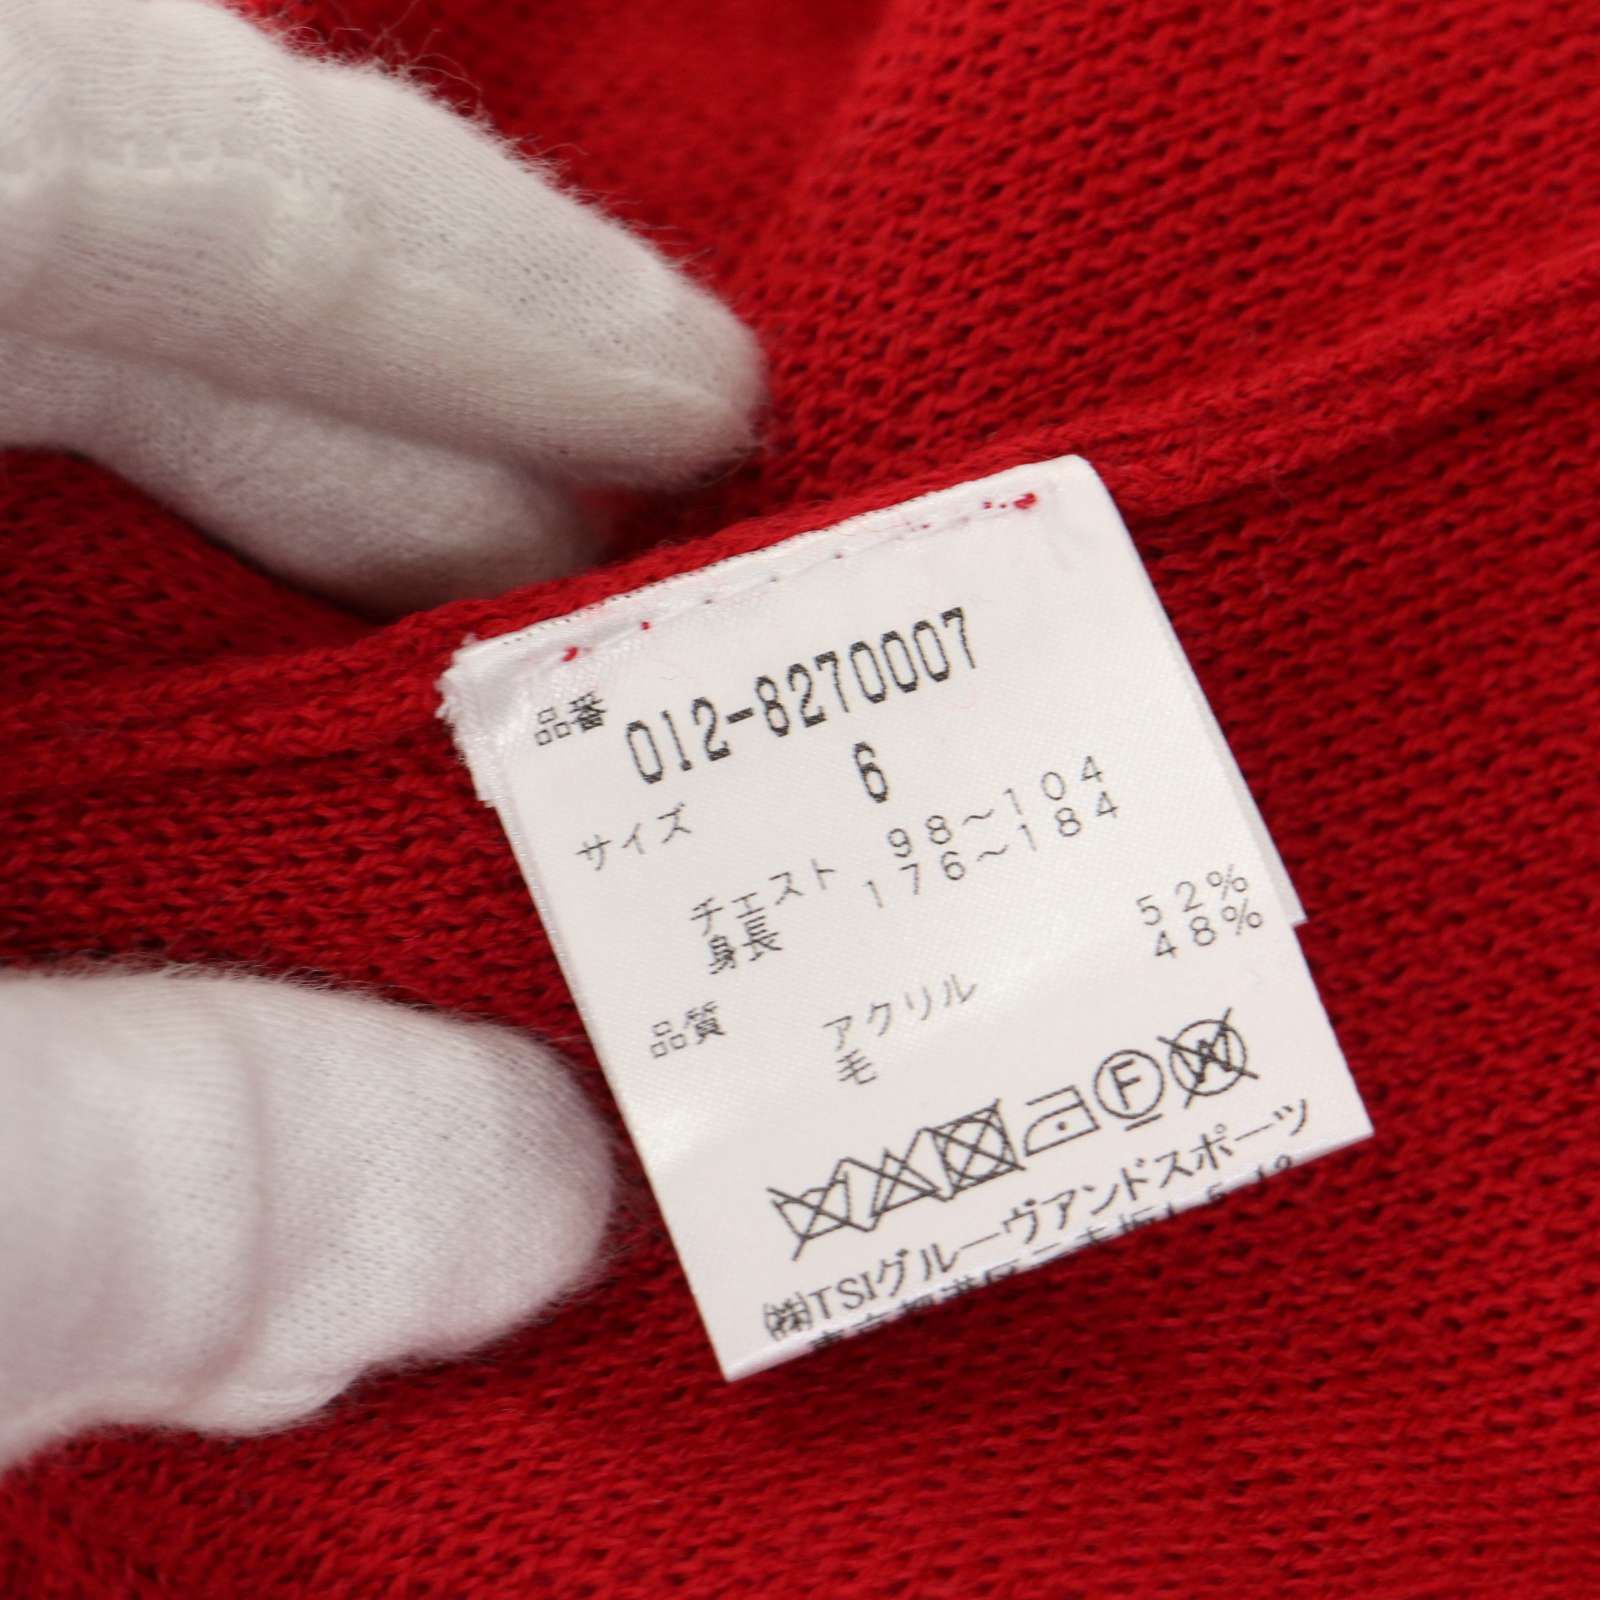 品番 012-8270007
サイズ 6
チェスト 98~104
身長 176~184
品質 アクリル 52%
毛 48%
F W
㈱TSIグルーヴアンドスポーツ